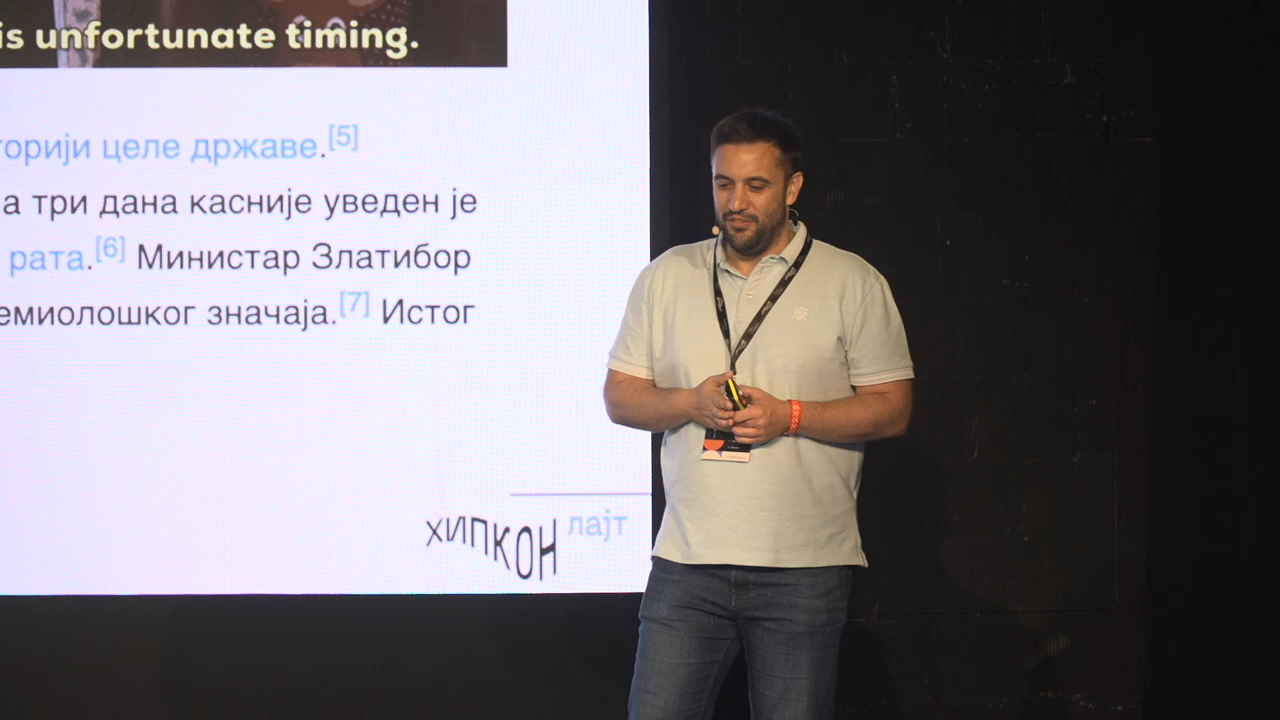 is unfortunate timing.
торији целе државе.[5]
а три дана касније уведен је
рата.[6] Министар Златибор
емиолошког значаја.[7] Истог
хипкон лајт